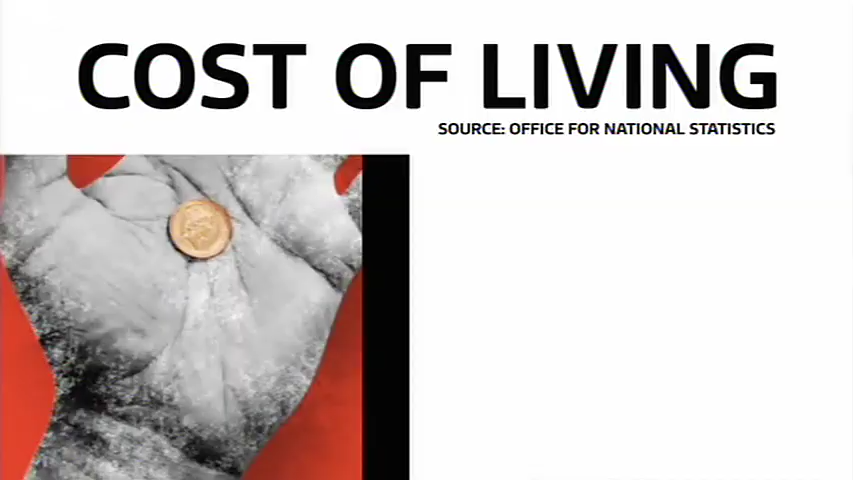 COST OF LIVING
SOURCE: OFFICE FOR NATIONAL STATISTICS